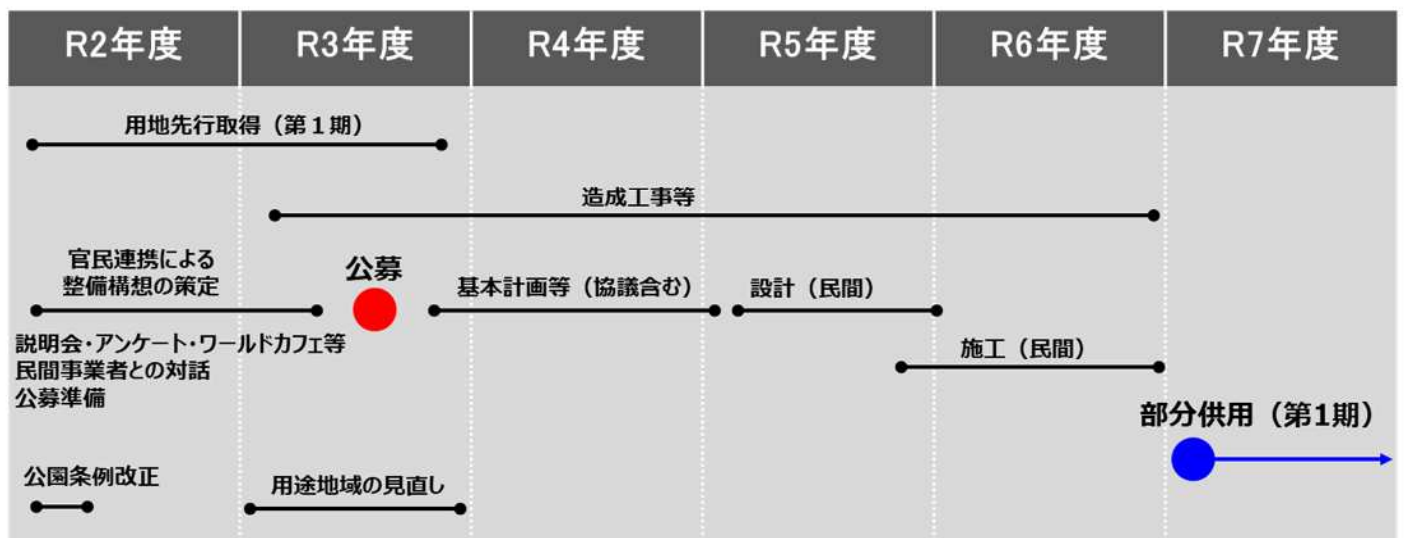 R2年度 R3年度 R4年度 R5年度 R6年度 R7年度
用地先行取得（第１期）
造成工事等
官民連携による
整備構想の策定
公募
基本計画等（協議含む）
設計（民間）
説明会・アンケート・ワールドカフェ等
民間事業者との対話
公募準備
施工（民間）
部分供用（第1期）
公園条例改正
用途地域の見直し